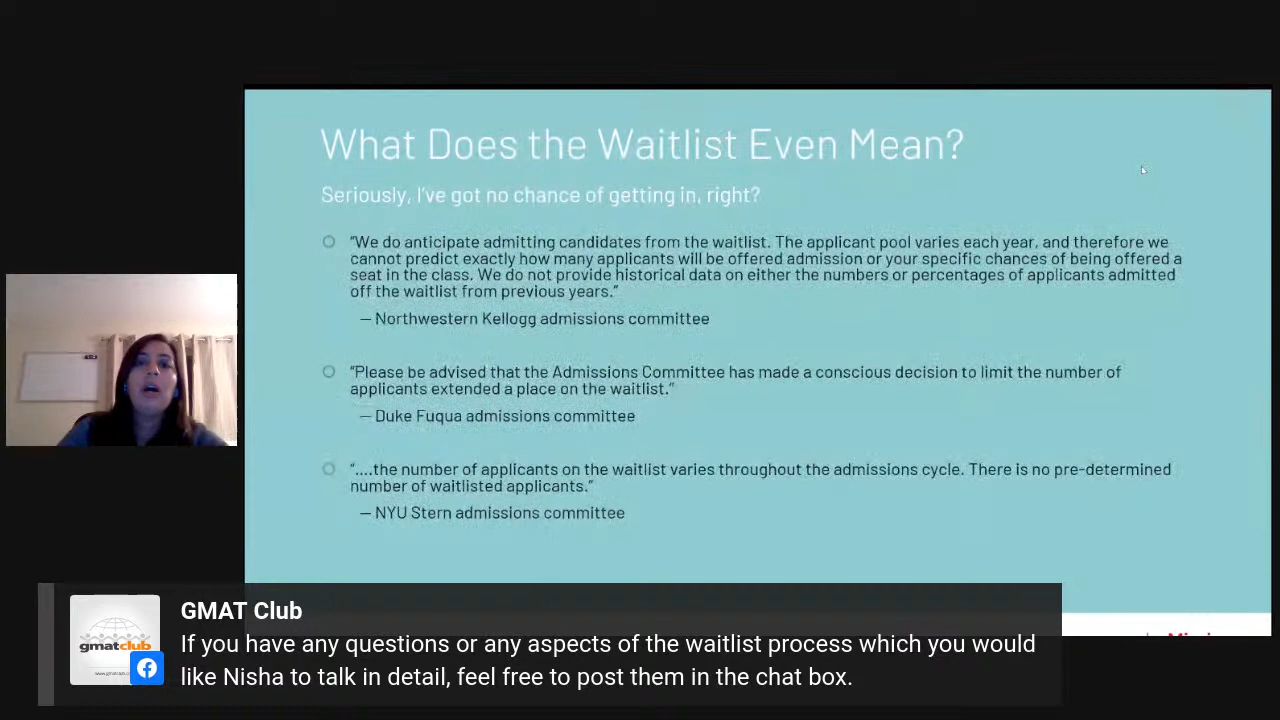 What Does the Waitlist Even Mean?
Seriously, I've got no chance of getting in, right?
"We do anticipate admitting candidates from the waitlist. The applicant pool varies each year, and therefore we
cannot predict exactly how many applicants will be offered admission or your specific chances of being offered a
seat in the class. We do not provide historical data on either the numbers or percentages of applicants admitted
off the waitlist from previous years."
— Northwestern Kellogg admissions committee
"Please be advised that the Admissions Committee has made a conscious decision to limit the number of
applicants extended a place on the waitlist."
— Duke Fuqua admissions committee
"....the number of applicants on the waitlist varies throughout the admissions cycle. There is no pre-determined
number of waitlisted applicants."
— NYU Stern admissions committee
GMAT Club
If you have any questions or any aspects of the waitlist process which you would
like Nisha to talk in detail, feel free to post them in the chat box.
gmatclub